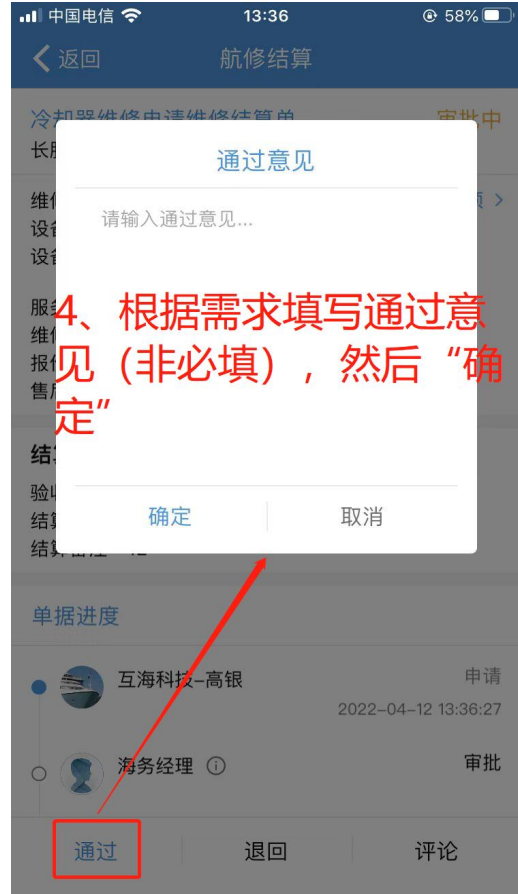 中国电信 13:36 58%
返回 航修结算
冷却器维修申请维修结算单 审批中
长
通过意见
维
请输入通过意见...
设
设
服
4、根据需求填写通过意
维
见（非必填），然后“确
报
售
定”
结
验收
确定 取消
结算
单据进度
互海科技-高银 申请
2022-04-12 13:36:27
海务经理 审批
通过 退回 评论